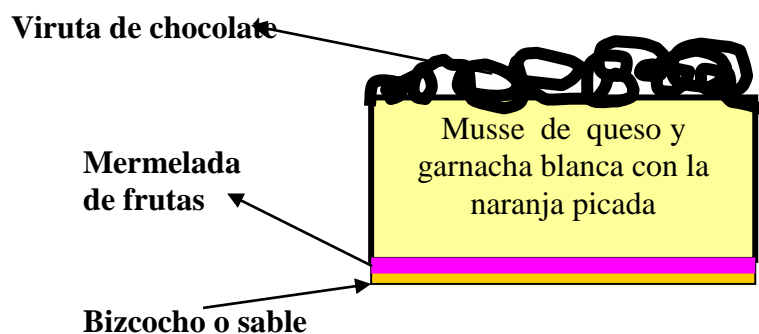 Viruta de chocolate
Musse de queso y
garnacha blanca con la
naranja picada
Mermelada
de frutas
Bizcocho o sable